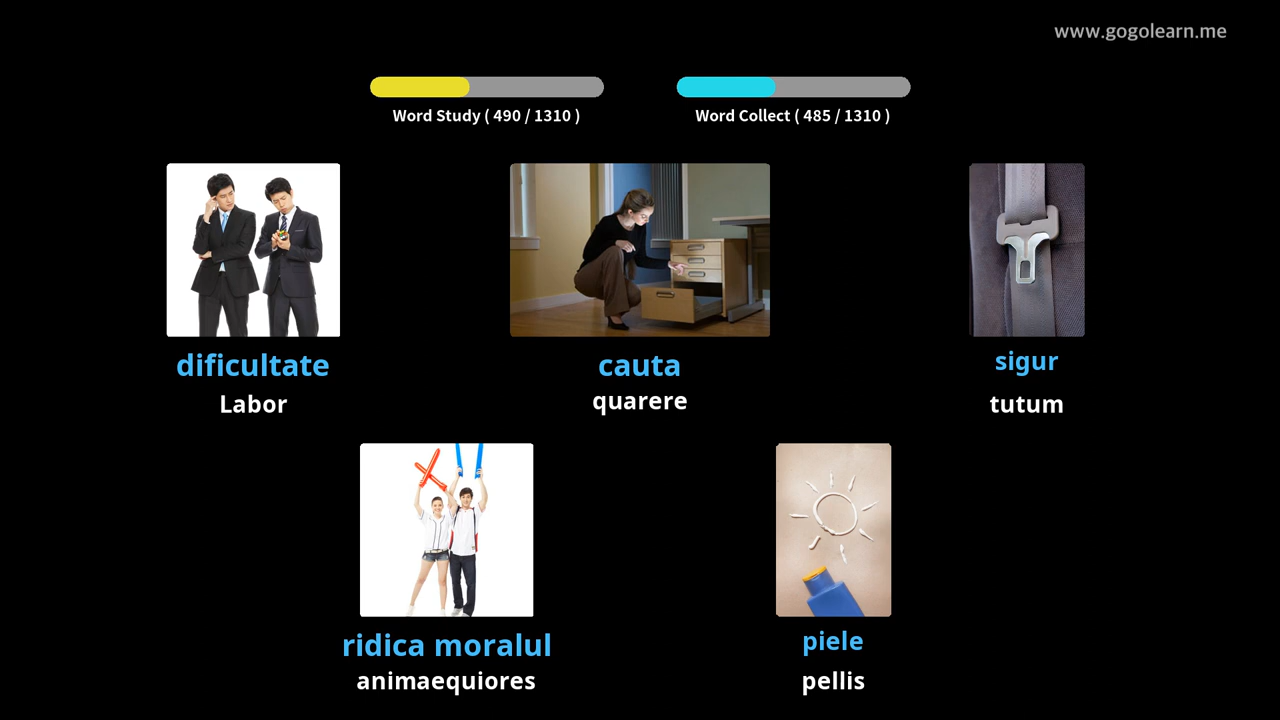 www.gogolearn.me
Word Study ( 490 / 1310 )
Word Collect ( 485 / 1310 )
dificultate
Labor
cauta
quarere
sigur
tutum
ridica moralul
animaequiores
piele
pellis